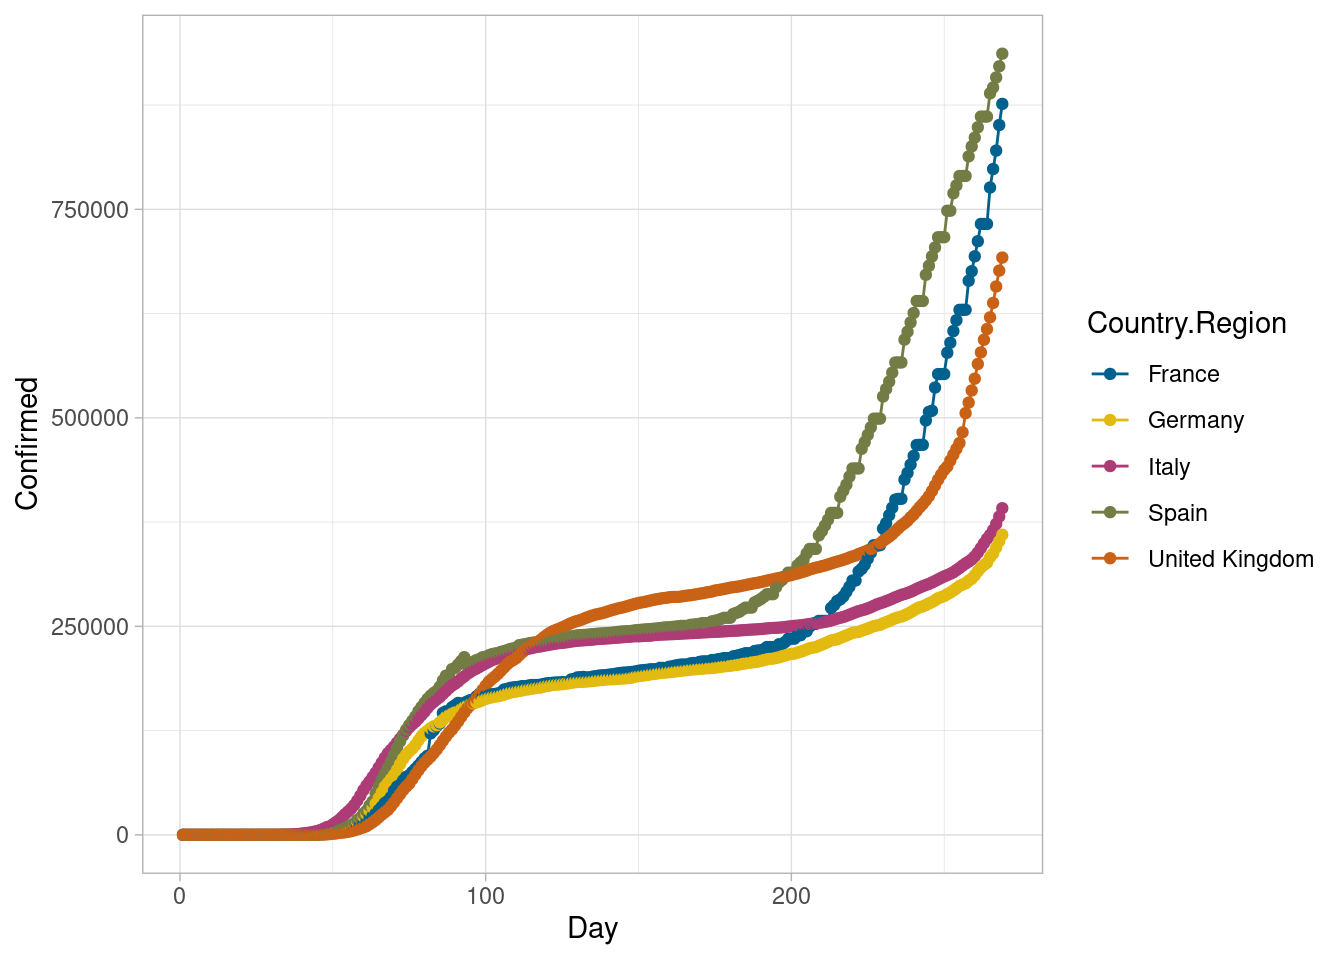 750000
500000
250000
0
Confirmed
0 100 200
Day
Country.Region
France
Germany
Italy
Spain
United Kingdom